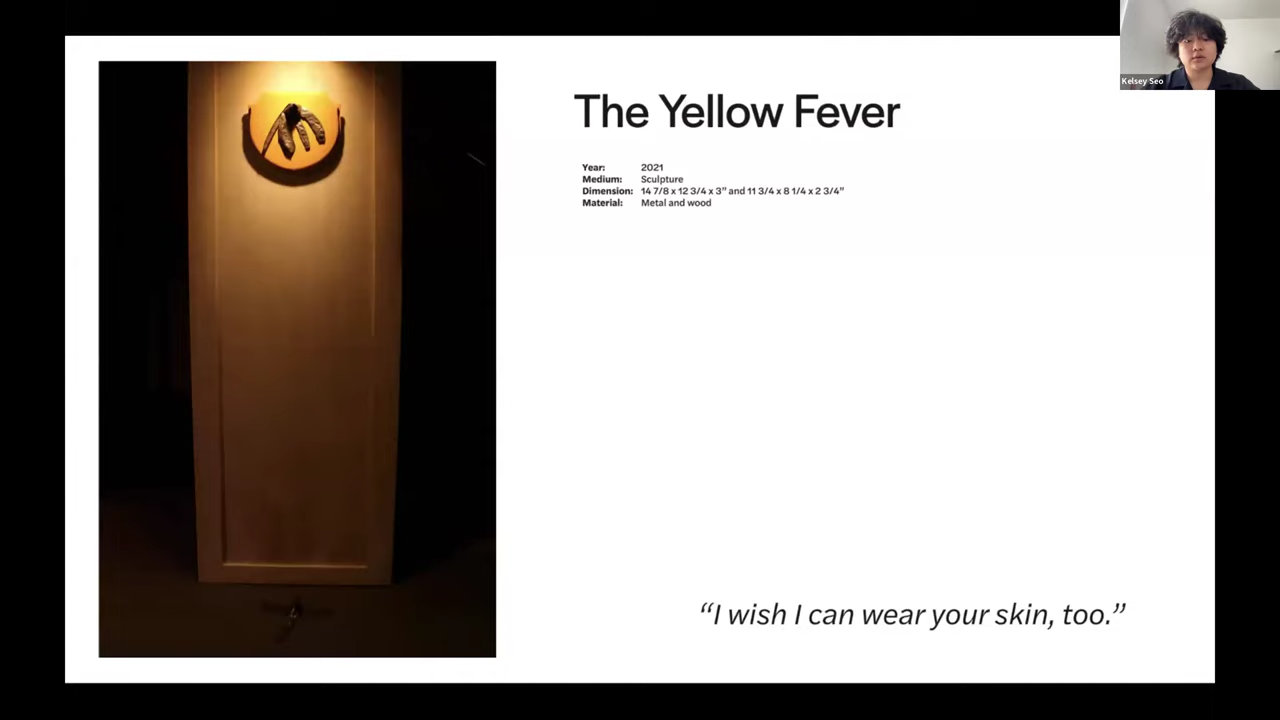 Kelsey Seo
The Yellow Fever
Year: 2021
Medium: Sculpture
Dimension: 14 7/8 x 12 3/4 x 3” and 11 3/4 x 8 1/4 x 2 3/4”
Material: Metal and wood
“I wish I can wear your skin, too.”